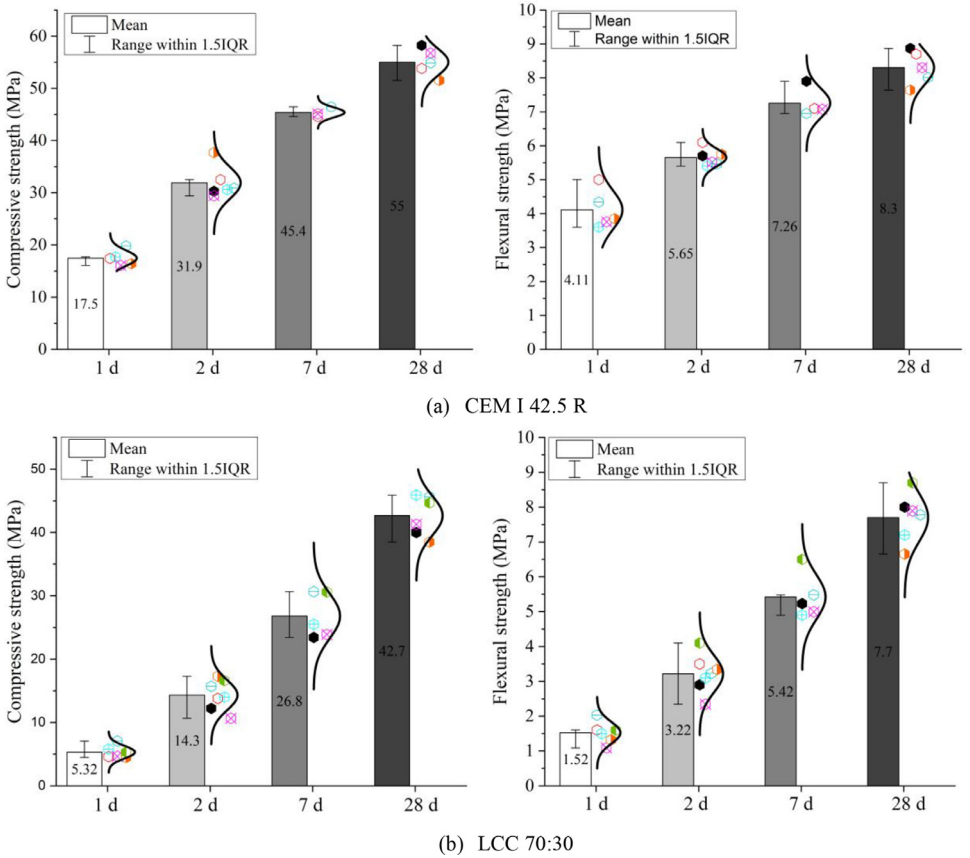 Mean
Range within 1.5IQR
Compressive strength (MPa)
60
50
40
30
20
10
0
17.5
31.9
45.4
55
1 d
2 d
7 d
28 d
Mean
Range within 1.5IQR
Flexural strength (MPa)
10
9
8
7
6
5
4
3
2
1
0
4.11
5.65
7.26
8.3
1 d
2 d
7 d
28 d
(a) CEM I 42.5 R
Mean
Range within 1.5IQR
Compressive strength (MPa)
50
40
30
20
10
0
5.32
14.3
26.8
42.7
1 d
2 d
7 d
28 d
Mean
Range within 1.5IQR
Flexural strength (MPa)
10
9
8
7
6
5
4
3
2
1
0
1.52
3.22
5.42
7.7
1 d
2 d
7 d
28 d
(b) LCC 70:30